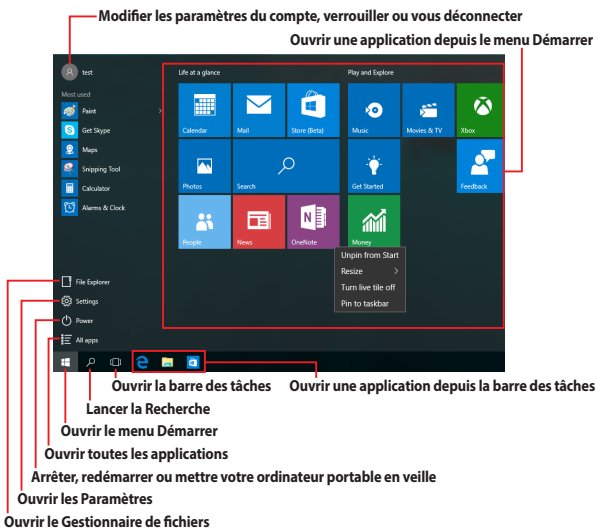 Modifier les paramètres du compte, verrouiller ou vous déconnecter
Ouvrir une application depuis le menu Démarrer
test
Most used
Paint
Get Skype
Maps
Snipping Tool
Calculator
Alarms & Clock
File Explorer
Settings
Power
All apps
Life at a glance
Calendar
Mail
Store (Beta)
Photos
Search
People
News
OneNote
Play and Explore
Music
Movies & TV
Xbox
Get Started
Feedback
Money
Unpin from Start
Resize
Turn live tile off
Pin to taskbar
Ouvrir la barre des tâches
Ouvrir une application depuis la barre des tâches
Lancer la Recherche
Ouvrir le menu Démarrer
Ouvrir toutes les applications
Arrêter, redémarrer ou mettre votre ordinateur portable en veille
Ouvrir les Paramètres
Ouvrir le Gestionnaire de fichiers